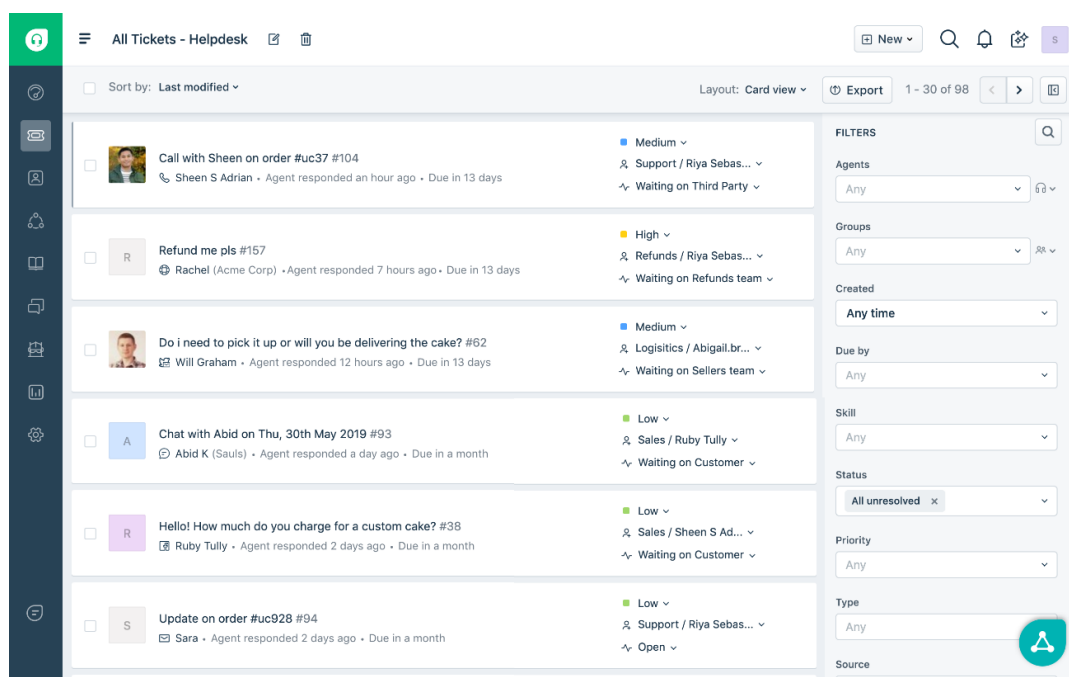 All Tickets - Helpdesk
New
S
Sort by: Last modified
Layout: Card view
Export
1 - 30 of 98
Call with Sheen on order #uc37 #104
Sheen S Adrian • Agent responded an hour ago • Due in 13 days
Medium
Support / Riya Sebas...
Waiting on Third Party
R
Refund me pls #157
Rachel (Acme Corp) • Agent responded 7 hours ago • Due in 13 days
High
Refunds / Riya Sebas...
Waiting on Refunds team
Do i need to pick it up or will you be delivering the cake? #62
Will Graham • Agent responded 12 hours ago • Due in 13 days
Medium
Logisitics / Abigail.br...
Waiting on Sellers team
A
Chat with Abid on Thu, 30th May 2019 #93
Abid K (Sauls) • Agent responded a day ago • Due in a month
Low
Sales / Ruby Tully
Waiting on Customer
R
Hello! How much do you charge for a custom cake? #38
Ruby Tully • Agent responded 2 days ago • Due in a month
Low
Sales / Sheen S Ad...
Waiting on Customer
S
Update on order #uc928 #94
Sara • Agent responded 2 days ago • Due in a month
Low
Support / Riya Sebas...
Open
FILTERS
Agents
Any
Groups
Any
Created
Any time
Due by
Any
Skill
Any
Status
All unresolved
Priority
Any
Type
Any
Source